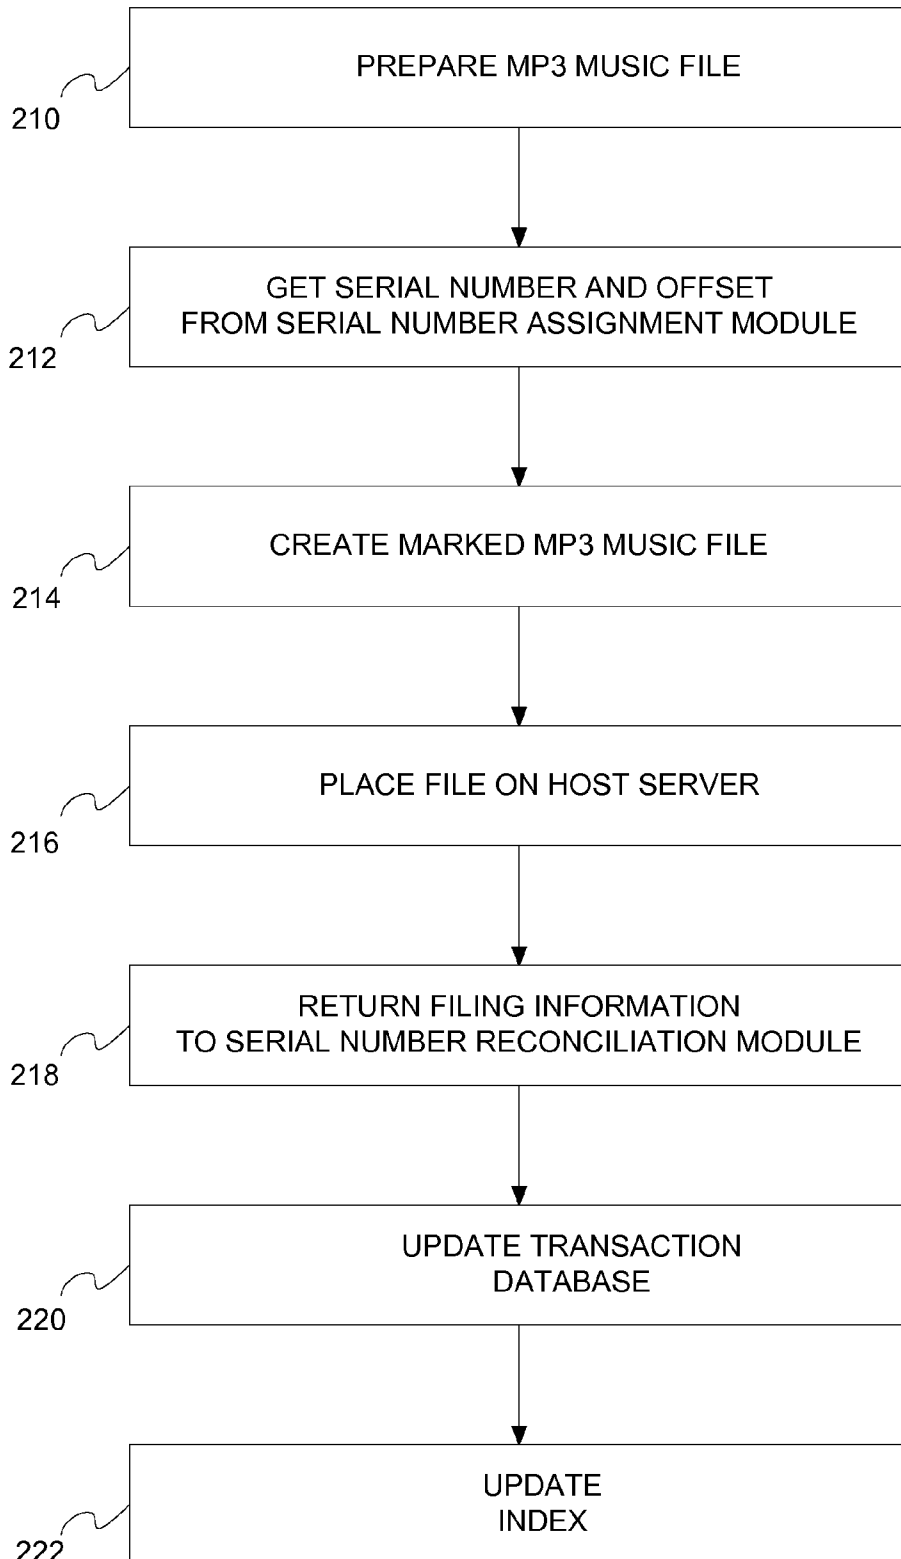 PREPARE MP3 MUSIC FILE
210
GET SERIAL NUMBER AND OFFSET
FROM SERIAL NUMBER ASSIGNMENT MODULE
212
CREATE MARKED MP3 MUSIC FILE
214
PLACE FILE ON HOST SERVER
216
RETURN FILING INFORMATION
TO SERIAL NUMBER RECONCILIATION MODULE
218
UPDATE TRANSACTION
DATABASE
220
UPDATE
INDEX
222